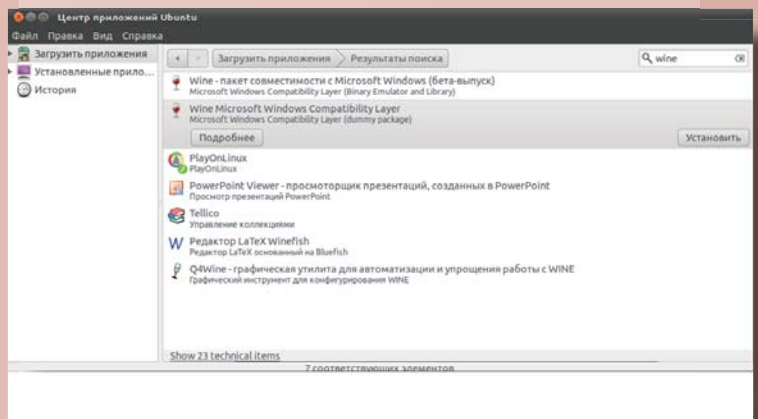 Центр приложений Ubuntu
Файл Правка Вид Справка
Загрузить приложения
Установленные прило...
История
Загрузить приложения Результаты поиска
wine
Wine - пакет совместимости с Microsoft Windows (бета-выпуск)
Microsoft Windows Compatibility Layer (Binary Emulator and Library)
Wine Microsoft Windows Compatibility Layer
Microsoft Windows Compatibility Layer (dummy package)
Подробнее
Установить
PlayOnLinux
PlayOnLinux
PowerPoint Viewer - просмоторщик презентаций, созданных в PowerPoint
Просмотр презентаций PowerPoint
Tellico
Управление коллекциями
Редактор LaTeX Winefish
Редактор LaTeX основанный на Bluefish
Q4Wine - графическая утилита для автоматизации и упрощения работы с WINE
Графический инструмент для конфигурирования WINE
Show 23 technical items
7 соответствующих элементов